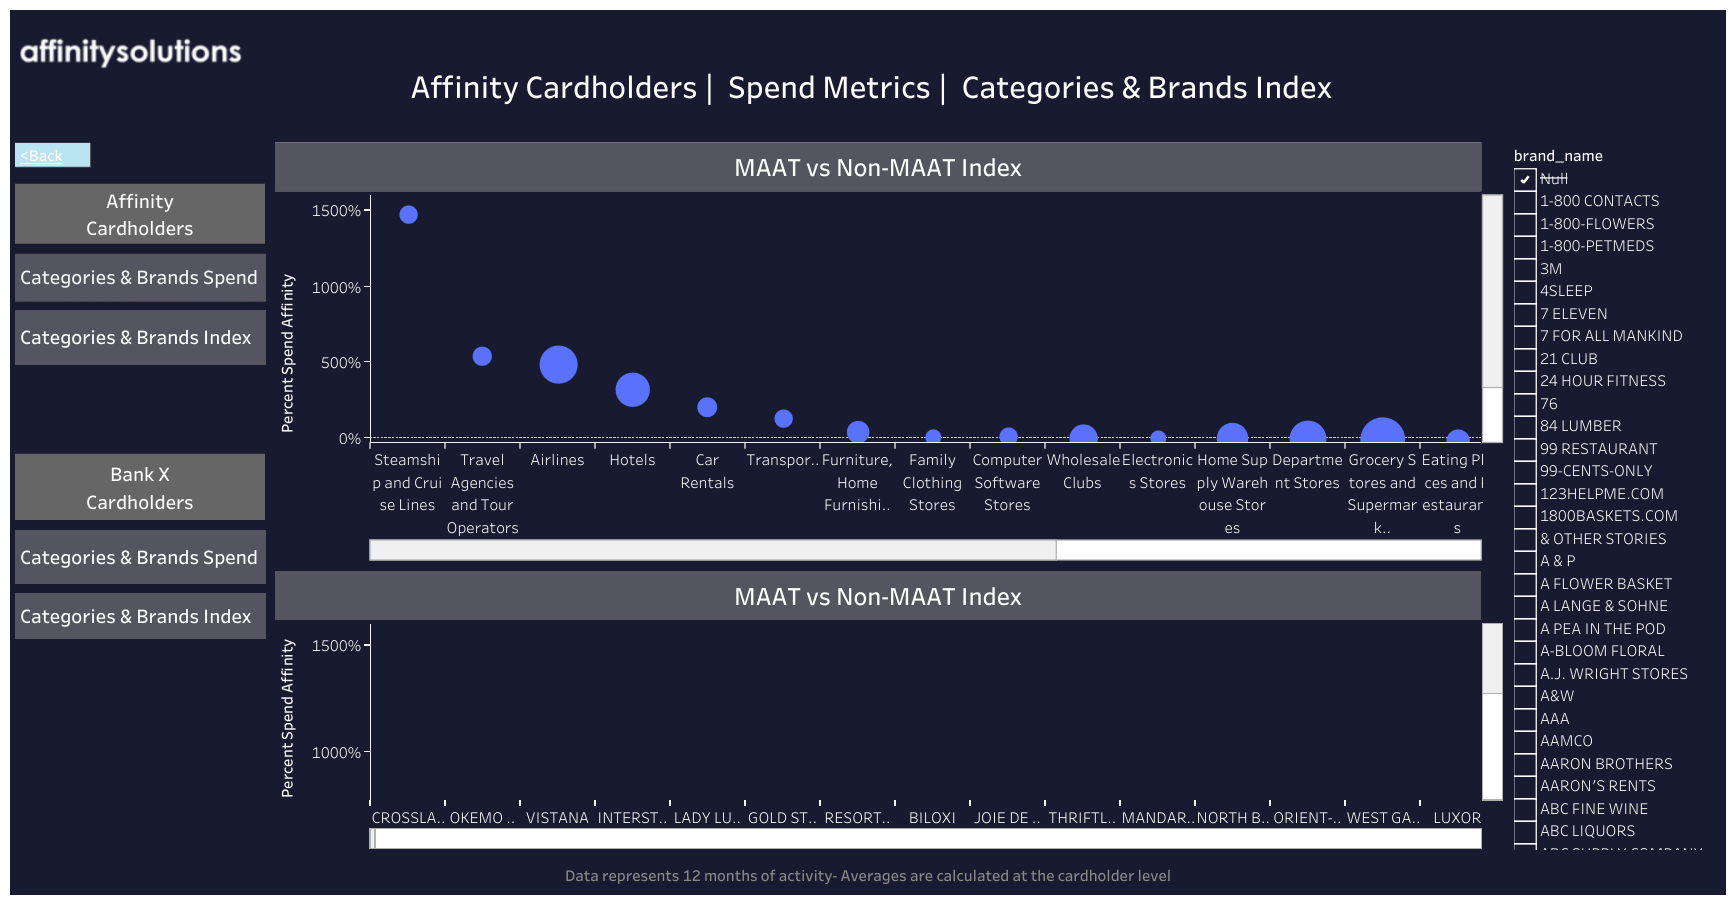 affinitysolutions
Affinity Cardholders | Spend Metrics | Categories & Brands Index
<Back
Affinity
Cardholders
Categories & Brands Spend
Categories & Brands Index
Bank X
Cardholders
Categories & Brands Spend
Categories & Brands Index
MAAT vs Non-MAAT Index
Percent Spend Affinity
1500%
1000%
500%
0%
Steamshi
p and Crui
se Lines
Travel
Agencies
and Tour
Operators
Airlines
Hotels
Car
Rentals
Transpor..
Furniture,
Home
Furnishi..
Family
Clothing
Stores
Computer
Software
Stores
Wholesale
Clubs
Electronic
s Stores
Home Sup
ply Wareh
ouse Stor
es
Departme
nt Stores
Grocery S
tores and
Supermar
k..
Eating Pl
ces and
estaurar
s
MAAT vs Non-MAAT Index
Percent Spend Affinity
1500%
1000%
CROSSLA..
OKEMO ..
VISTANA
INTERST..
LADY LU..
GOLD ST..
RESORT..
BILOXI
JOIE DE ..
THRIFTL..
MANDAR..
NORTH B..
ORIENT-..
WEST GA..
LUXOR
brand_name
Null
1-800 CONTACTS
1-800-FLOWERS
1-800-PETMEDS
3M
4SLEEP
7 ELEVEN
7 FOR ALL MANKIND
21 CLUB
24 HOUR FITNESS
76
84 LUMBER
99 RESTAURANT
99-CENTS-ONLY
123HELPME.COM
1800BASKETS.COM
& OTHER STORIES
A & P
A FLOWER BASKET
A LANGE & SOHNE
A PEA IN THE POD
A-BLOOM FLORAL
A.J. WRIGHT STORES
A&W
AAA
AAMCO
AARON BROTHERS
AARON'S RENTS
ABC FINE WINE
ABC LIQUORS
Data represents 12 months of activity- Averages are calculated at the cardholder level